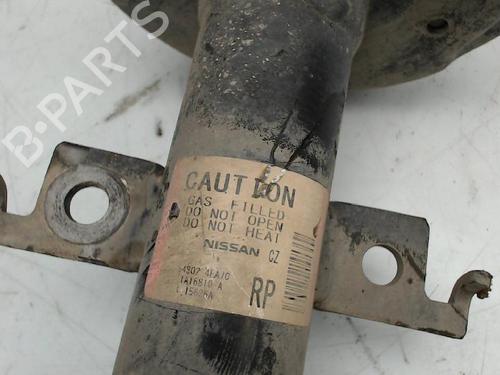 B-PARTS
CAUTION
GAS FILLED
DO NOT OPEN
DO NOT HEAT
NISSAN CZ
RP